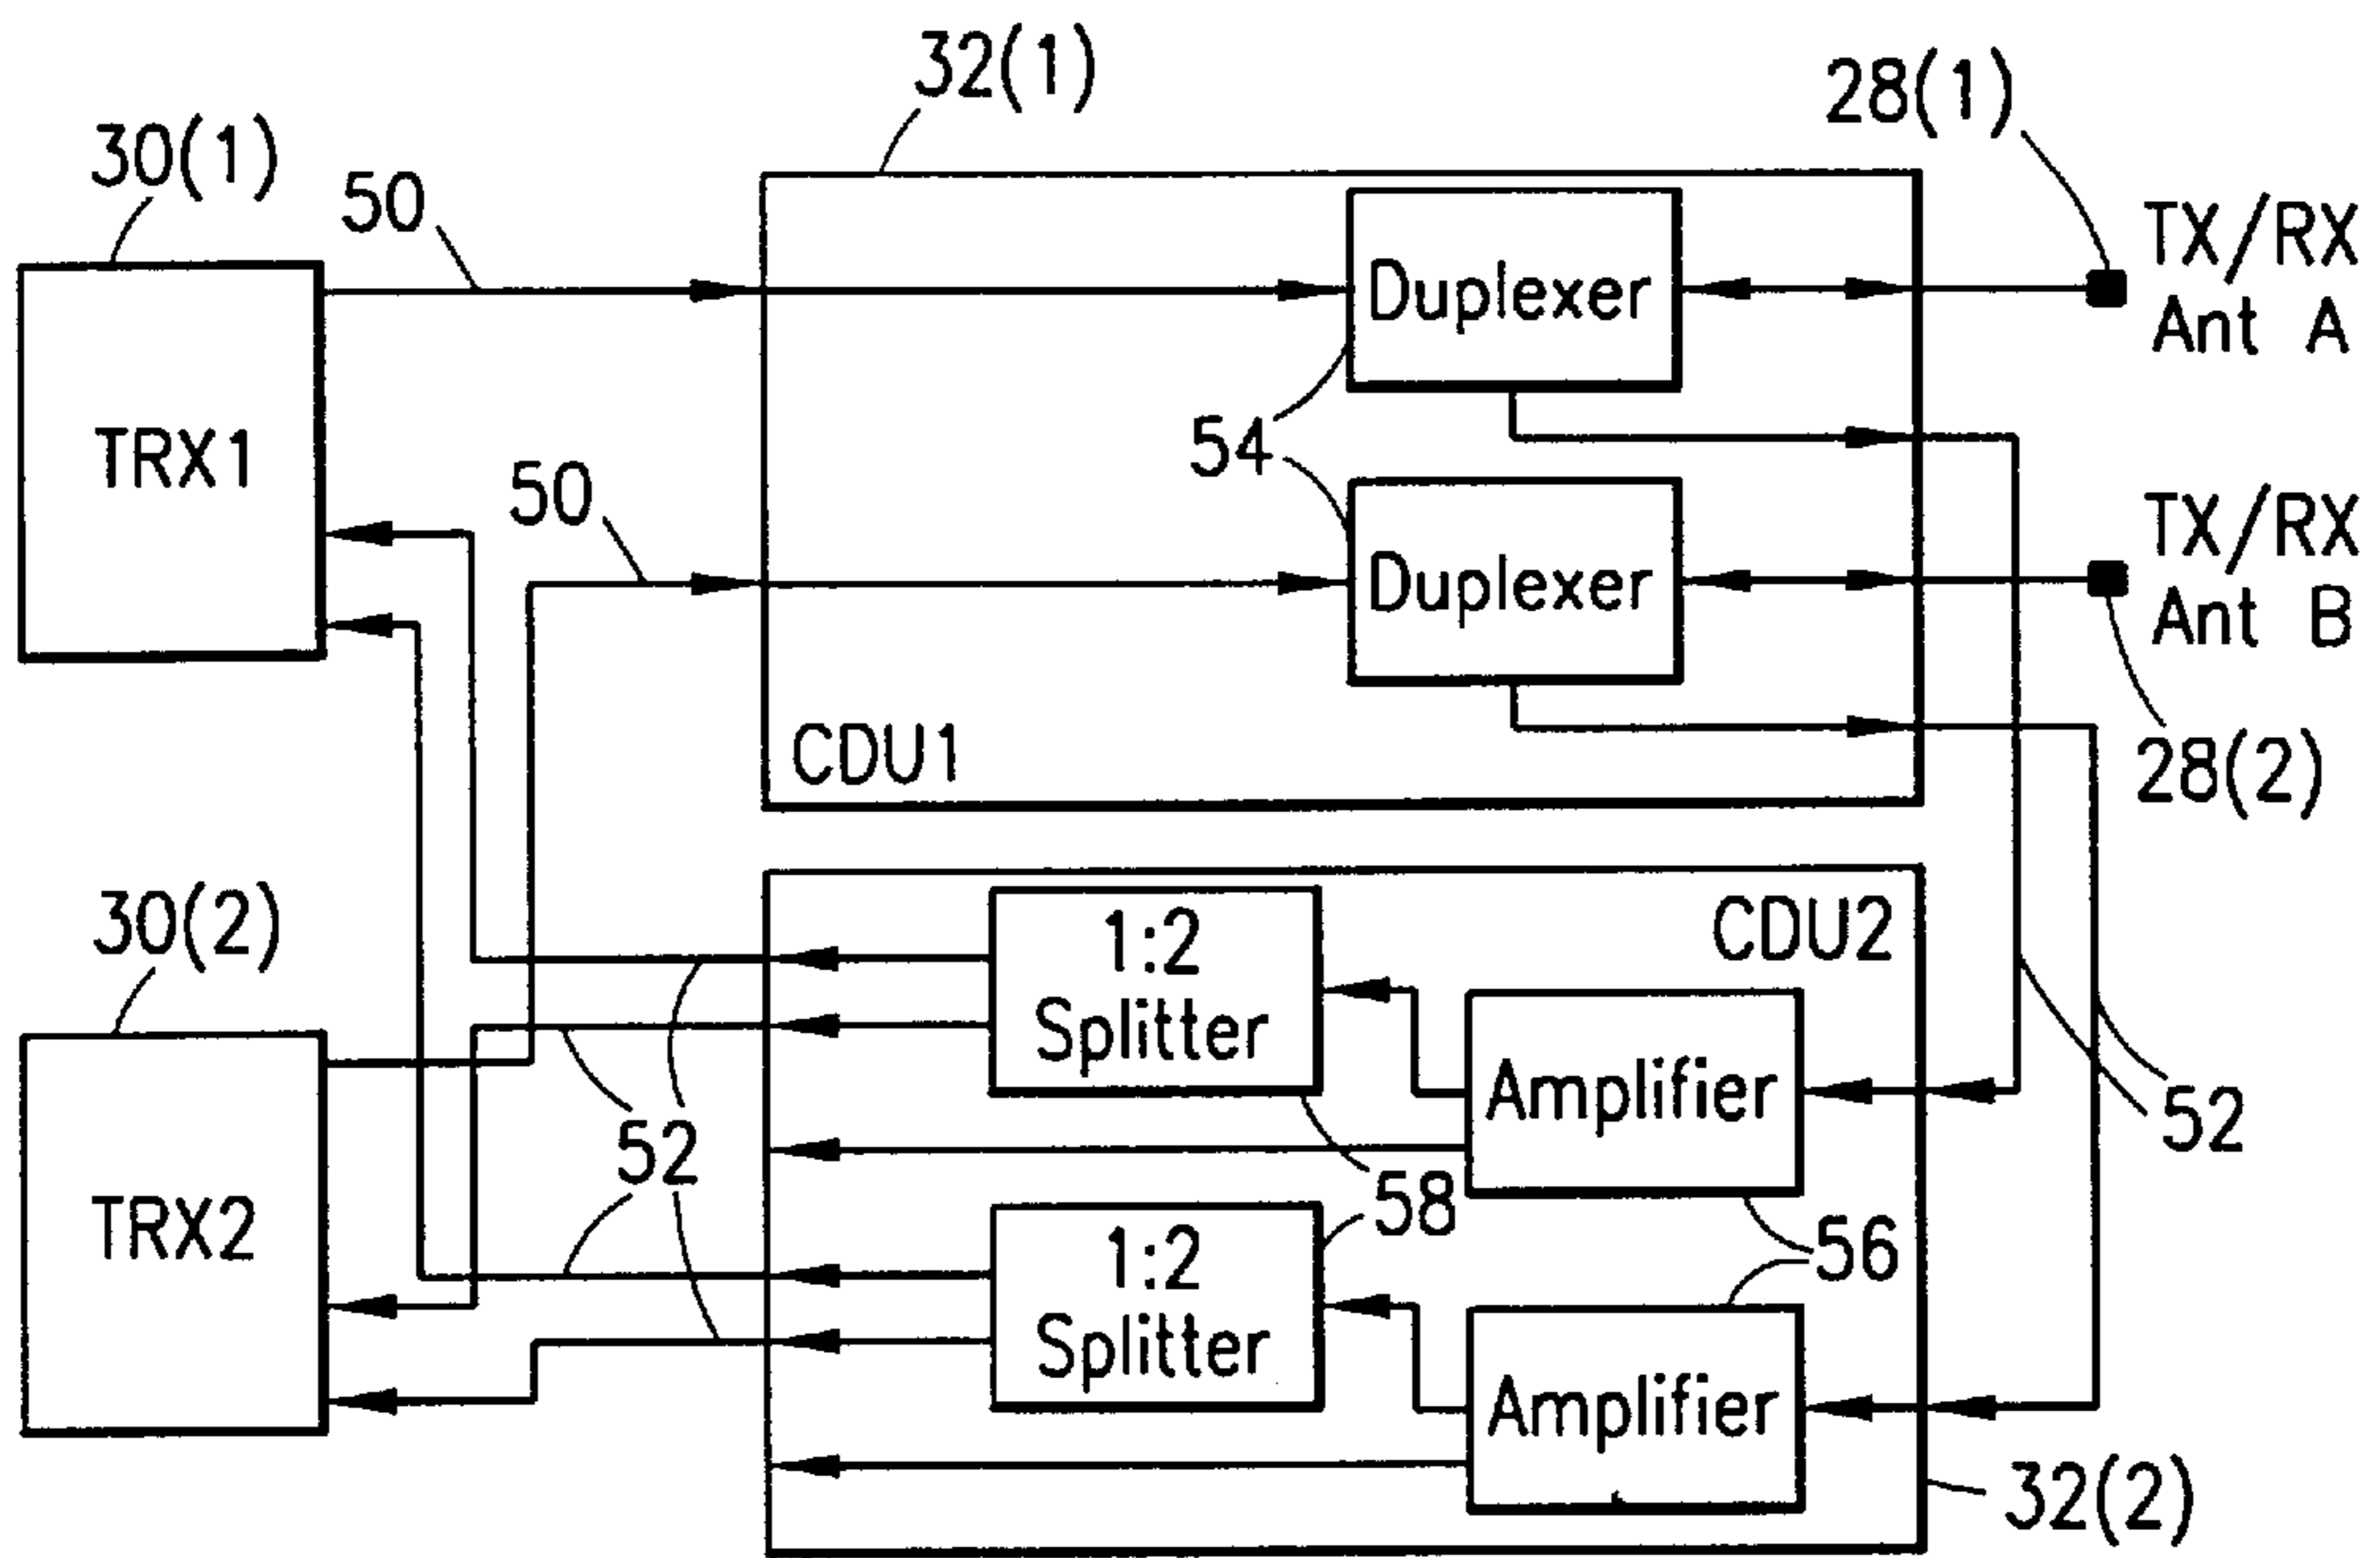 32(1)
28(1)
30(1)
50
TX/RX
Ant A
Duplexer
TRX1
54
50
TX/RX
Ant B
Duplexer
CDU1
28(2)
30(2)
1:2
Splitter
CDU2
Amplifier
52
52
58
TRX2
56
1:2
Splitter
Amplifier
32(2)